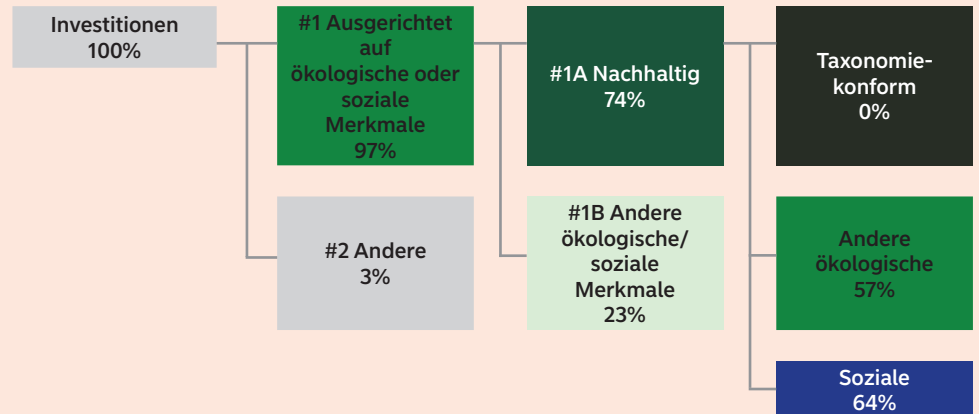 Investitionen
100%
#1 Ausgerichtet
auf
ökologische oder
soziale
Merkmale
97%
#2 Andere
3%
#1A Nachhaltig
74%
#1B Andere
ökologische/
soziale
Merkmale
23%
Taxonomie-
konform
0%
Andere
ökologische
57%
Soziale
64%